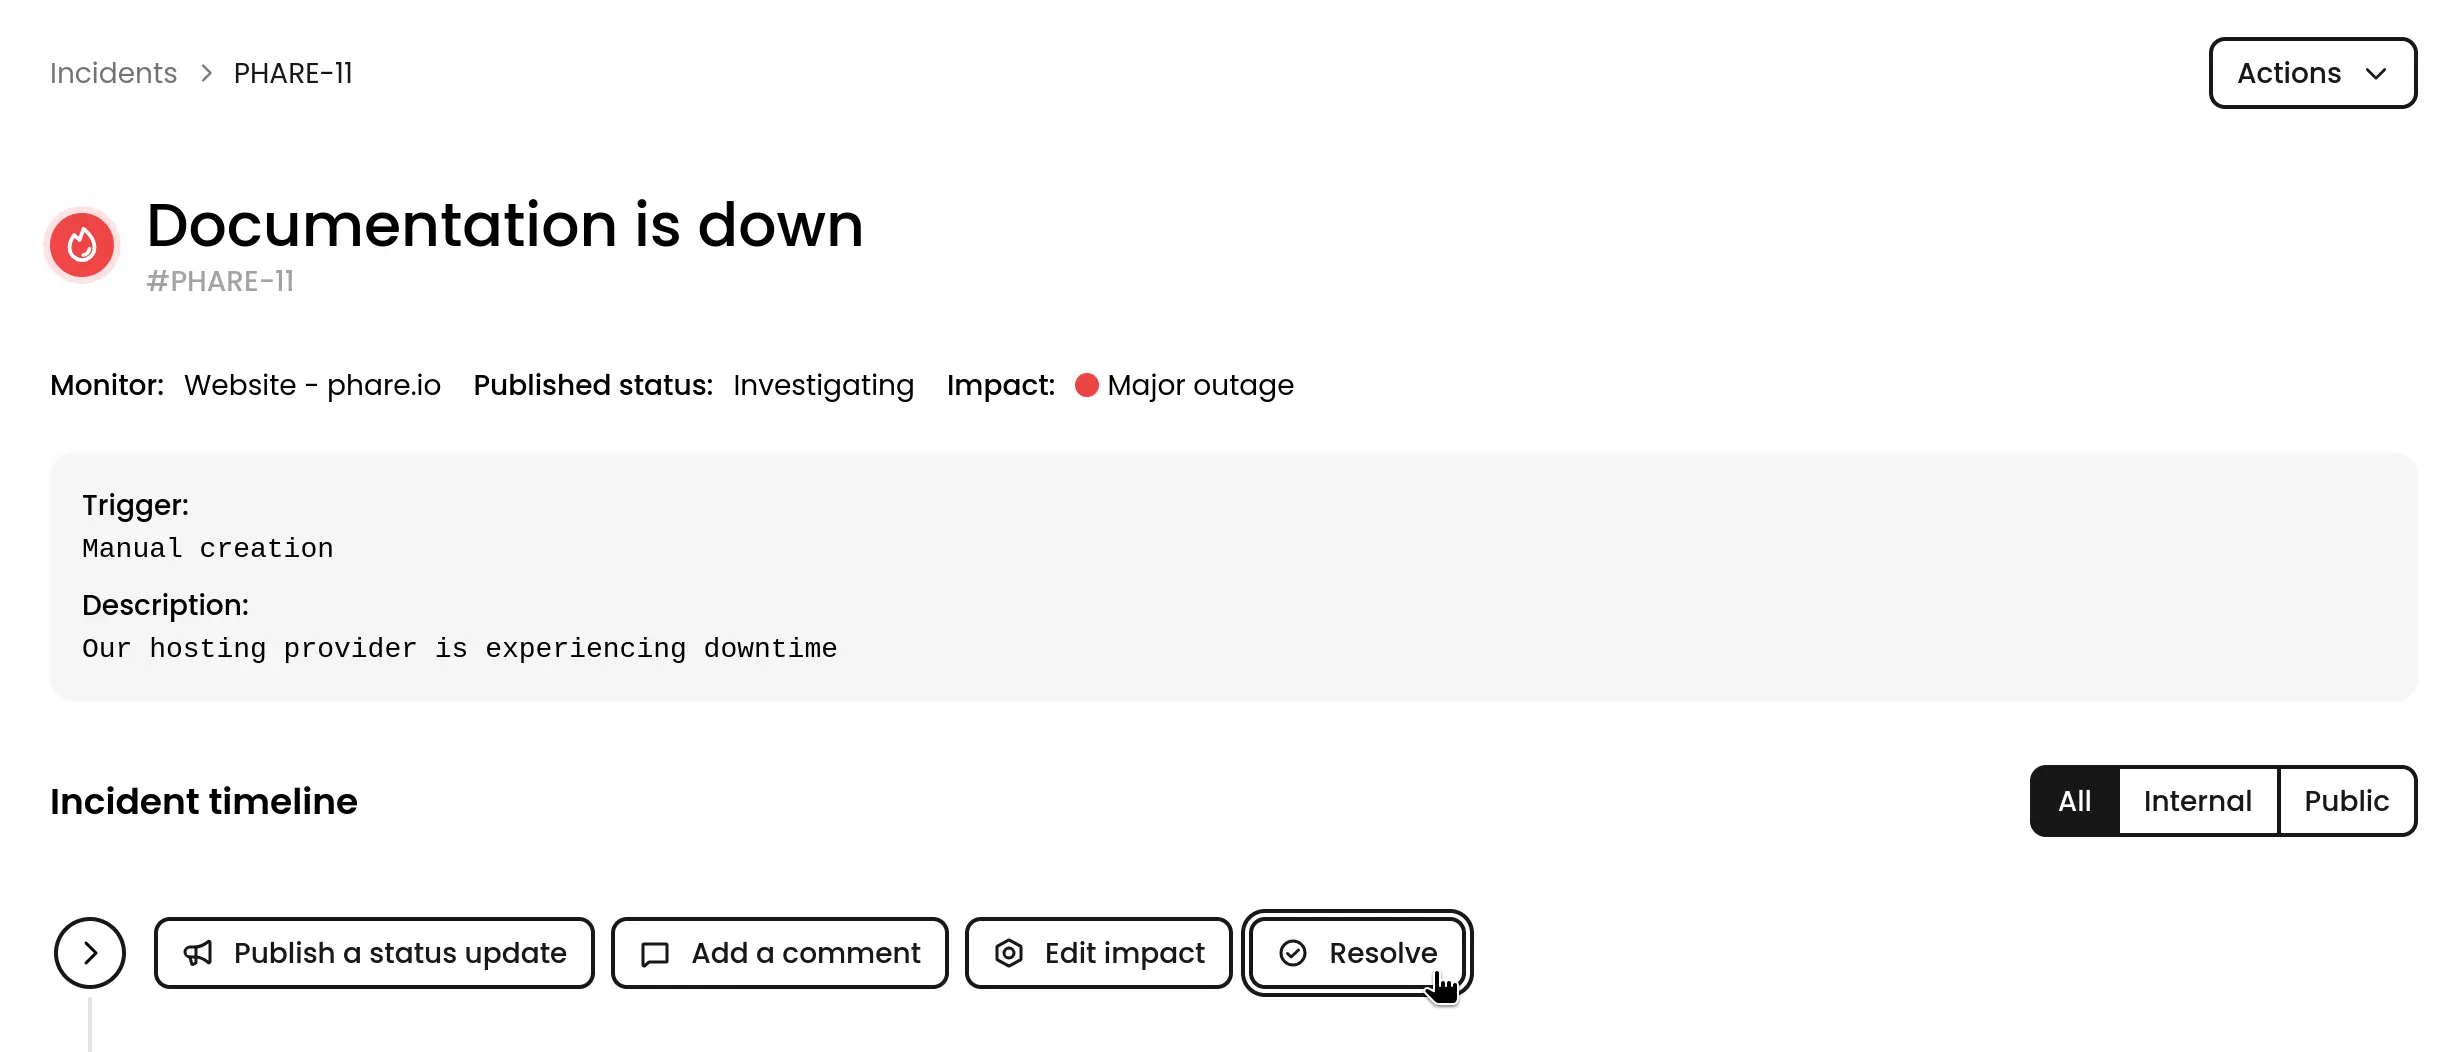 Incidents > PHARE-11
Actions
Documentation is down
#PHARE-11
Monitor: Website - phare.io Published status: Investigating Impact: Major outage
Trigger:
Manual creation
Description:
Our hosting provider is experiencing downtime
Incident timeline
All Internal Public
Publish a status update Add a comment Edit impact Resolve